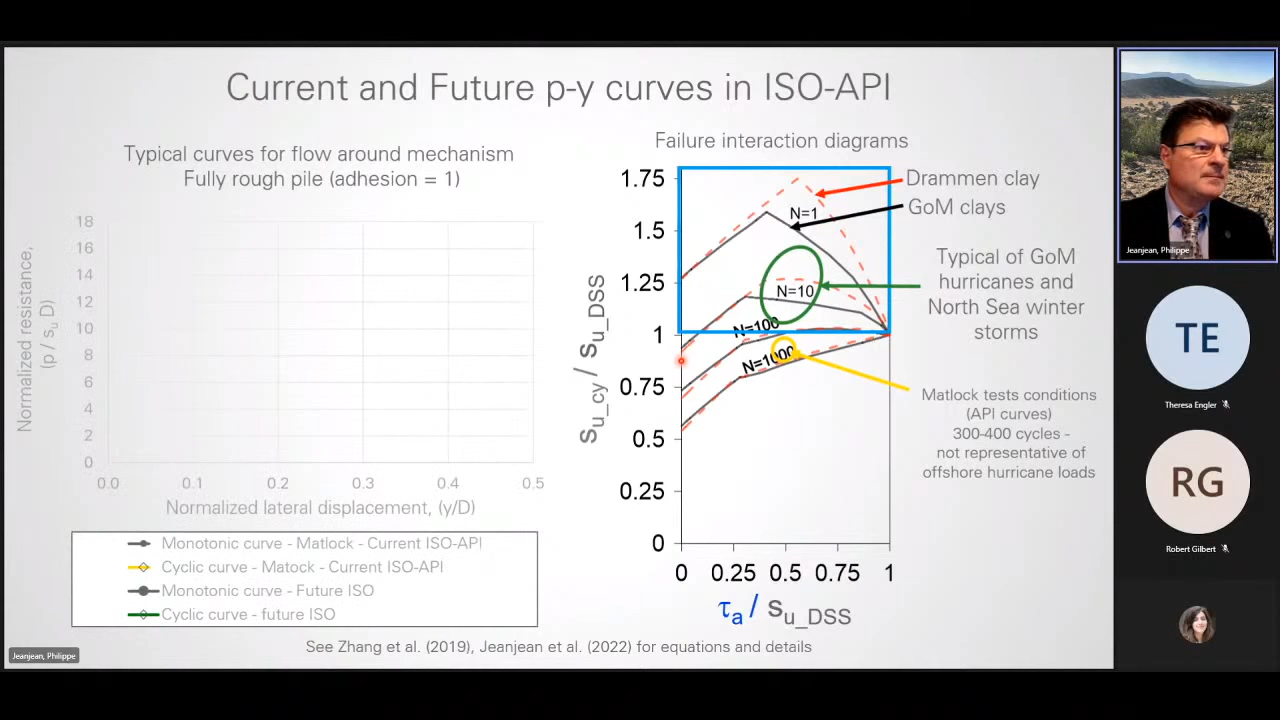 Current and Future p-y curves in ISO-API
Typical curves for flow around mechanism
Fully rough pile (adhesion = 1)
Normalized resistance,
(p / su D)
18
16
14
12
10
8
6
4
2
0
0.0
0.2
0.3
0.4
0.5
Normalized lateral displacement, (y/D)
Monotonic curve - Matlock - Current ISO-API
Cyclic curve - Matock - Current ISO-API
Monotonic curve - Future ISO
Cyclic curve - future ISO
Failure interaction diagrams
su_cy / su_DSS
1.75
1.5
1.25
1
0.75
0.5
0.25
0
N=1
N=10
N=100
N=1000
0 0.25 0.5 0.75 1
τa / su_DSS
Drammen clay
GoM clays
Typical of GoM
hurricanes and
North Sea winter
storms
Matlock tests conditions
(API curves)
300-400 cycles -
not representative of
offshore hurricane loads
See Zhang et al. (2019), Jeanjean et al. (2022) for equations and details
Jeanjean, Philippe
Jeanjean, Philippe
TE
Theresa Engler
RG
Robert Gilbert